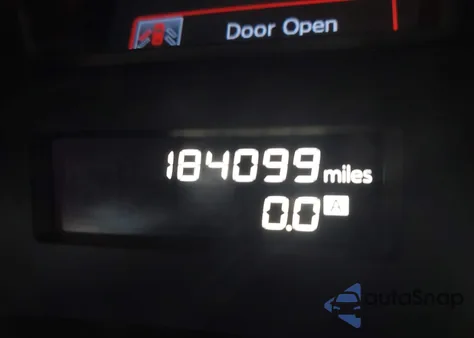 Door Open
184099 miles
0.0 A
autoSnap